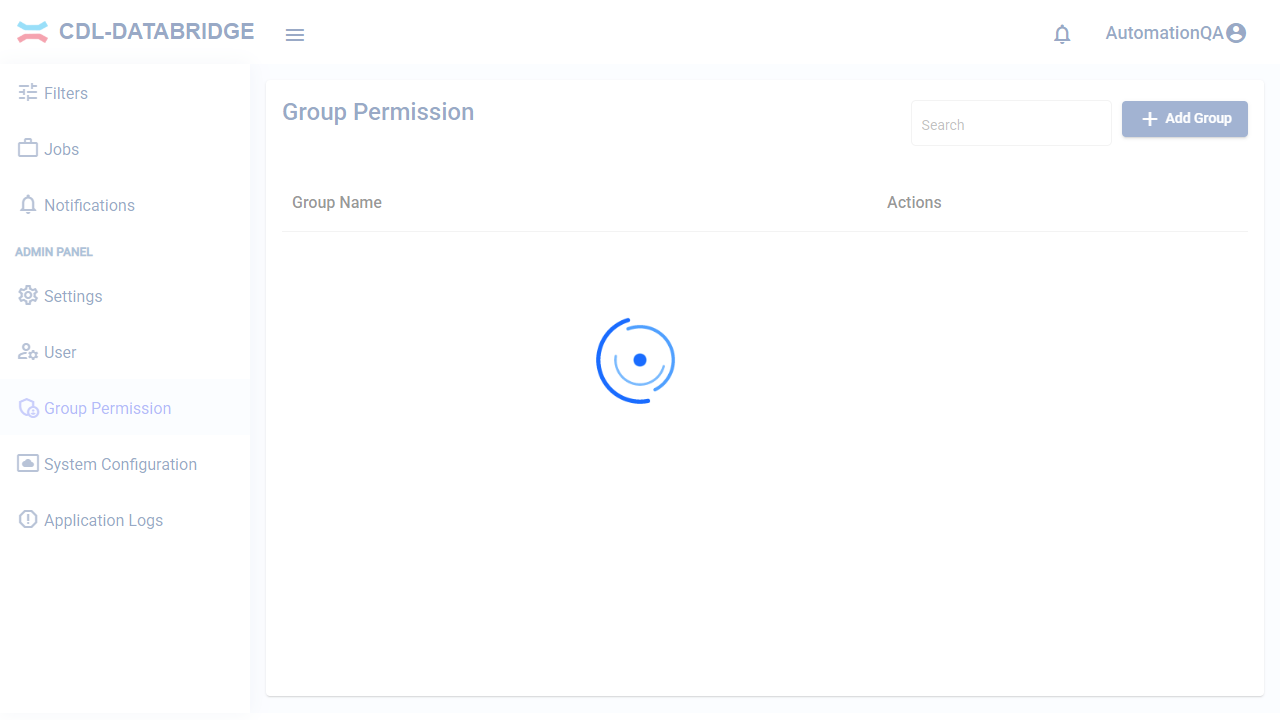 CDL-DATABRIDGE
AutomationQA
Filters
Jobs
Notifications
ADMIN PANEL
Settings
User
Group Permission
System Configuration
Application Logs
Group Permission
Search
Add Group
Group Name
Actions